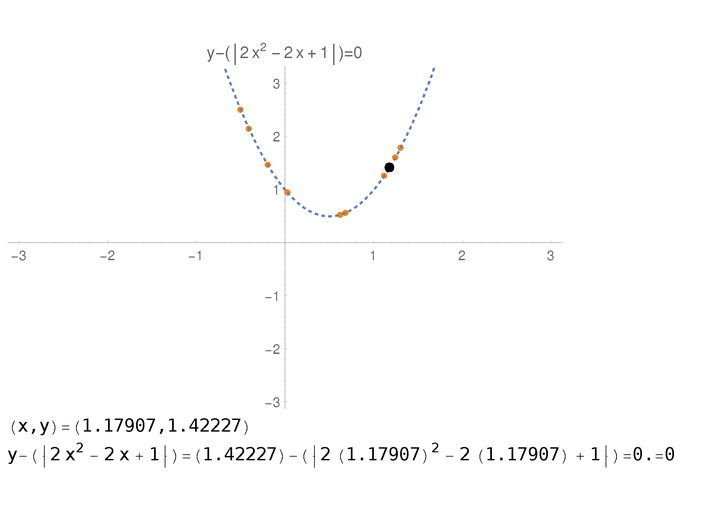 y−(|2x² − 2x+1|)=0
3
2
1
−3 −2 −1 1 2 3
−1
−2
−3
(x,y)=(1.17907,1.42227)
y−(|2x² − 2x+1|)=(1.42227)−(|2 (1.17907)² − 2 (1.17907) +1|)=0.=0